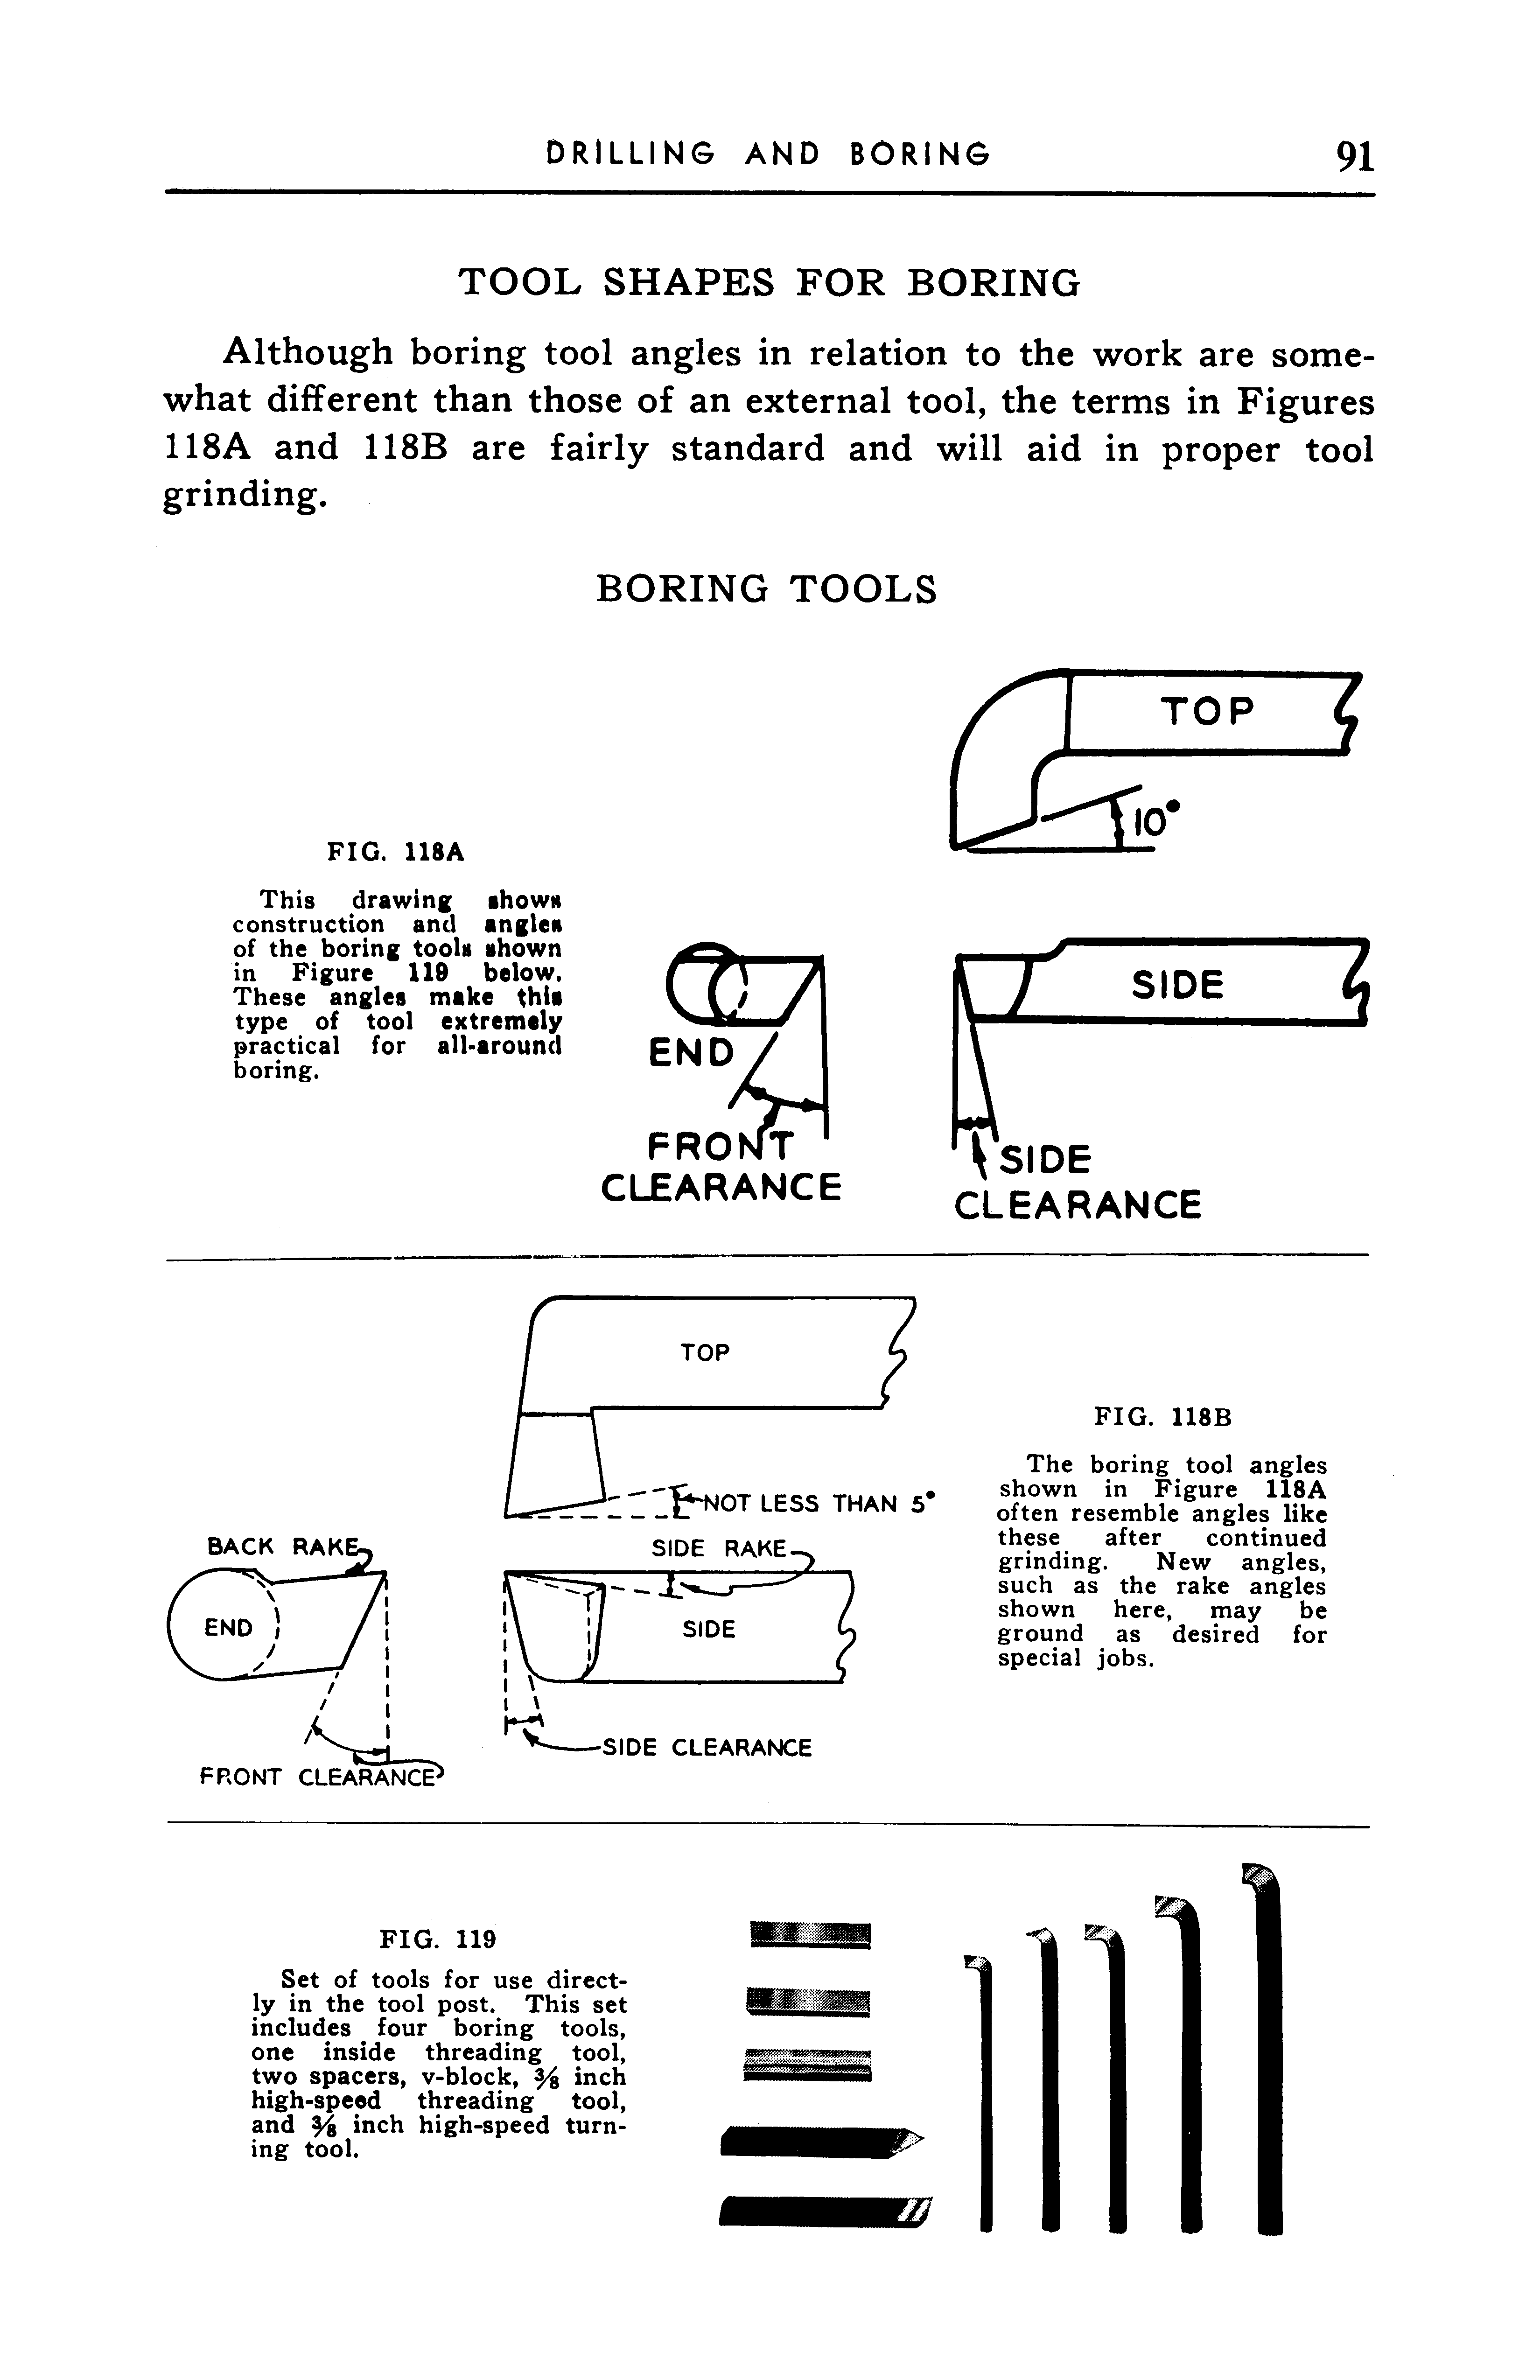 DRILLING AND BORING 91
TOOL SHAPES FOR BORING
Although boring tool angles in relation to the work are some-
what different than those of an external tool, the terms in Figures
118A and 118B are fairly standard and will aid in proper tool
grinding.
BORING TOOLS
TOP
10°
FIG. 118A
This drawing shows
construction and angles
of the boring tools shown
in Figure 119 below.
These angles make this
type of tool extremely
practical for all-around
boring.
END
FRONT
CLEARANCE
SIDE
SIDE
CLEARANCE
TOP
NOT LESS THAN 5°
BACK RAKE
END
FRONT CLEARANCE
SIDE RAKE
SIDE
SIDE CLEARANCE
FIG. 118B
The boring tool angles
shown in Figure 118A
often resemble angles like
these after continued
grinding. New angles,
such as the rake angles
shown here, may be
ground as desired for
special jobs.
FIG. 119
Set of tools for use direct-
ly in the tool post. This set
includes four boring tools,
one inside threading tool,
two spacers, v-block, ⅜ inch
high-speed threading tool,
and ⅜ inch high-speed turn-
ing tool.